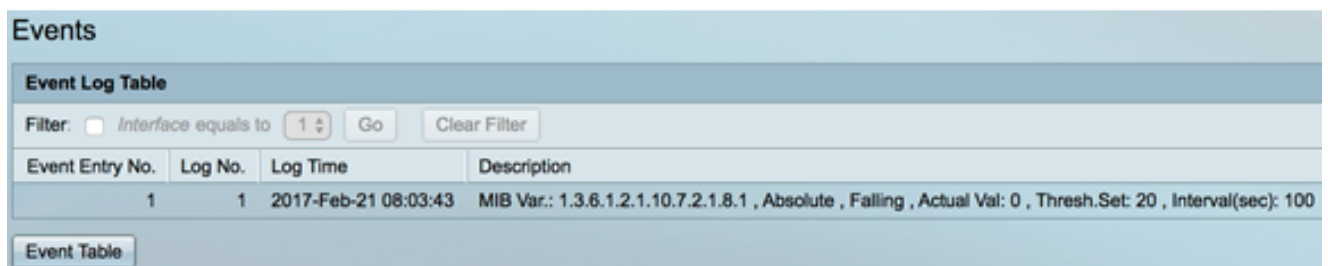 Events
Event Log Table
Filter: Interface equals to 1 Go Clear Filter
Event Entry No. Log No. Log Time Description
1 1 2017-Feb-21 08:03:43 MIB Var.: 1.3.6.1.2.1.10.7.2.1.8.1 , Absolute , Falling , Actual Val: 0 , Thresh.Set: 20 , Interval(sec): 100
Event Table